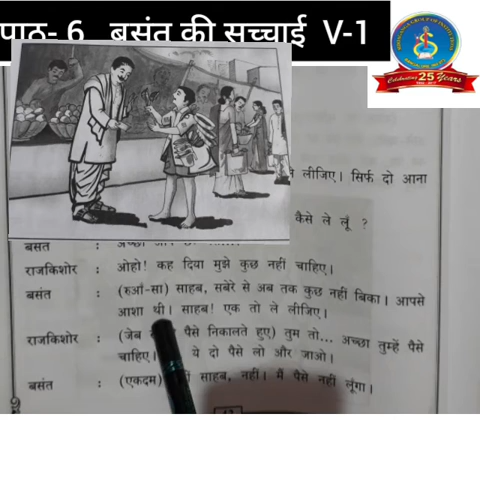 पाठ- 6 बसंत की सच्चाई V-1
Celebrating 25 Years
लीजिए। सिर्फ दो आना
कैसे ले लूँ ?
बसंत :
राजकिशोर : ओहो! कह दिया मुझे कुछ नहीं चाहिए।
बसंत : (रुआँ-सा) साहब, सबेरे से अब तक कुछ नहीं बिका। आपसे
आशा थी। साहब! एक तो ले लीजिए।
राजकिशोर : (जेब पैसे निकालते हुए) तुम तो... अच्छा तुम्हें पैसे
चाहिए। ये दो पैसे लो और जाओ।
बसंत : (एकदम) साहब, नहीं। मैं पैसे नहीं लूंगा।